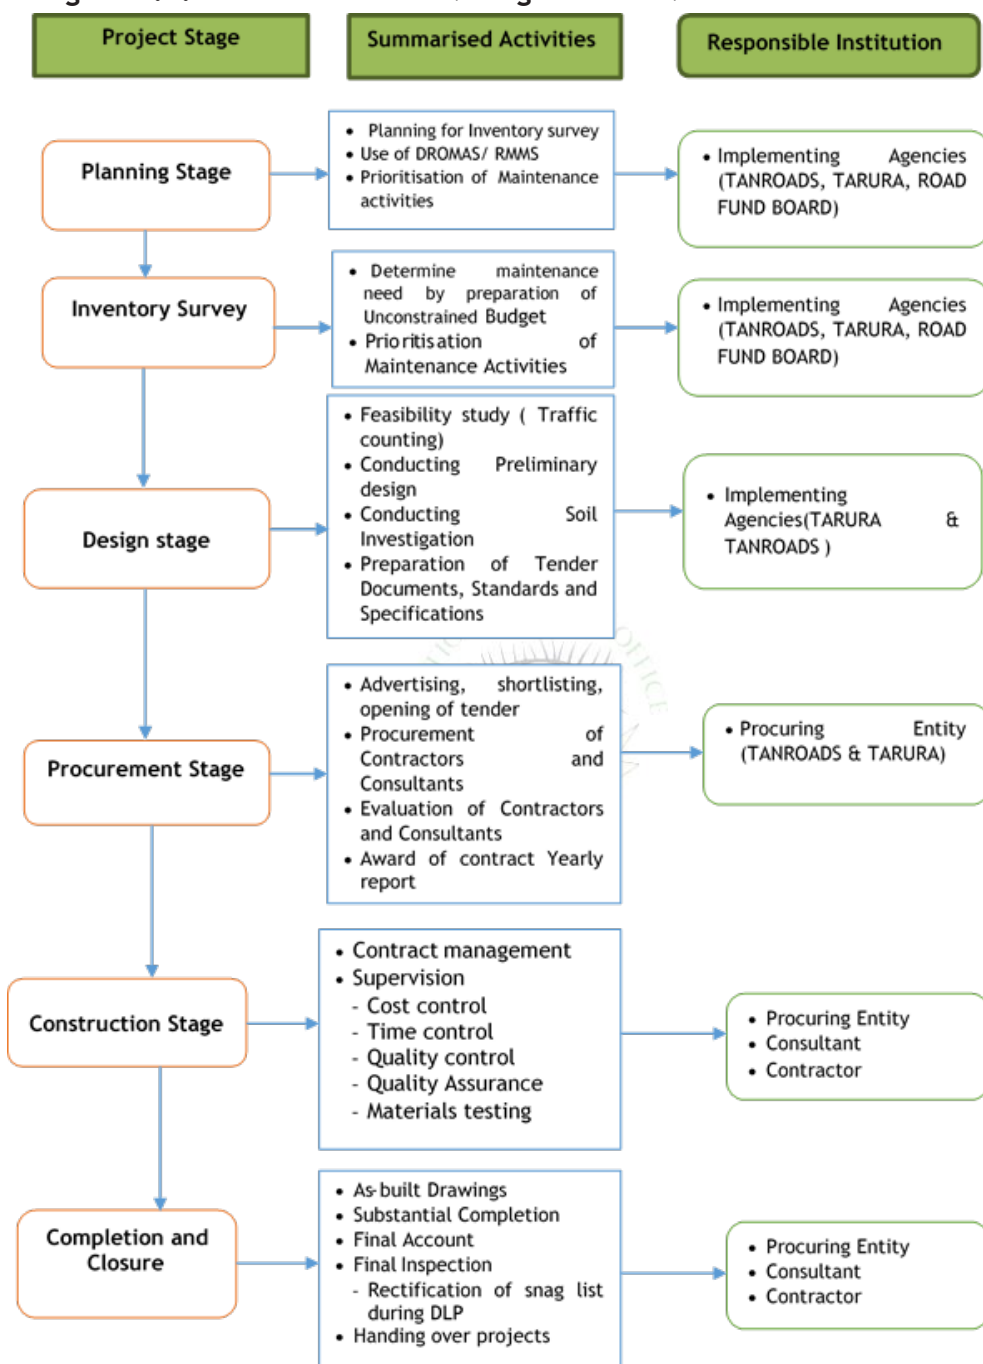 Project Stage
Summarised Activities
Responsible Institution
Planning Stage
• Planning for Inventory survey
• Use of DROMAS/ RMMS
• Prioritisation of Maintenance
activities
• Implementing Agencies
(TANROADS, TARURA, ROAD
FUND BOARD)
Inventory Survey
• Determine maintenance
need by preparation of
Unconstrained Budget
• Prioritisation of
Maintenance Activities
• Implementing Agencies
(TANROADS, TARURA, ROAD
FUND BOARD)
Design stage
• Feasibility study ( Traffic
counting)
• Conducting Preliminary
design
• Conducting Soil
Investigation
• Preparation of Tender
Documents, Standards and
Specifications
• Implementing
Agencies(TARURA &
TANROADS )
OFFICE
Procurement Stage
• Advertising, shortlisting,
opening of tender
• Procurement of
Contractors and
Consultants
• Evaluation of Contractors
and Consultants
• Award of contract Yearly
report
• Procuring Entity
(TANROADS & TARURA)
Construction Stage
• Contract management
• Supervision
- Cost control
- Time control
- Quality control
- Quality Assurance
- Materials testing
• Procuring Entity
• Consultant
• Contractor
Completion and
Closure
• As-built Drawings
• Substantial Completion
• Final Account
• Final Inspection
- Rectification of snag list
during DLP
• Handing over projects
• Procuring Entity
• Consultant
• Contractor